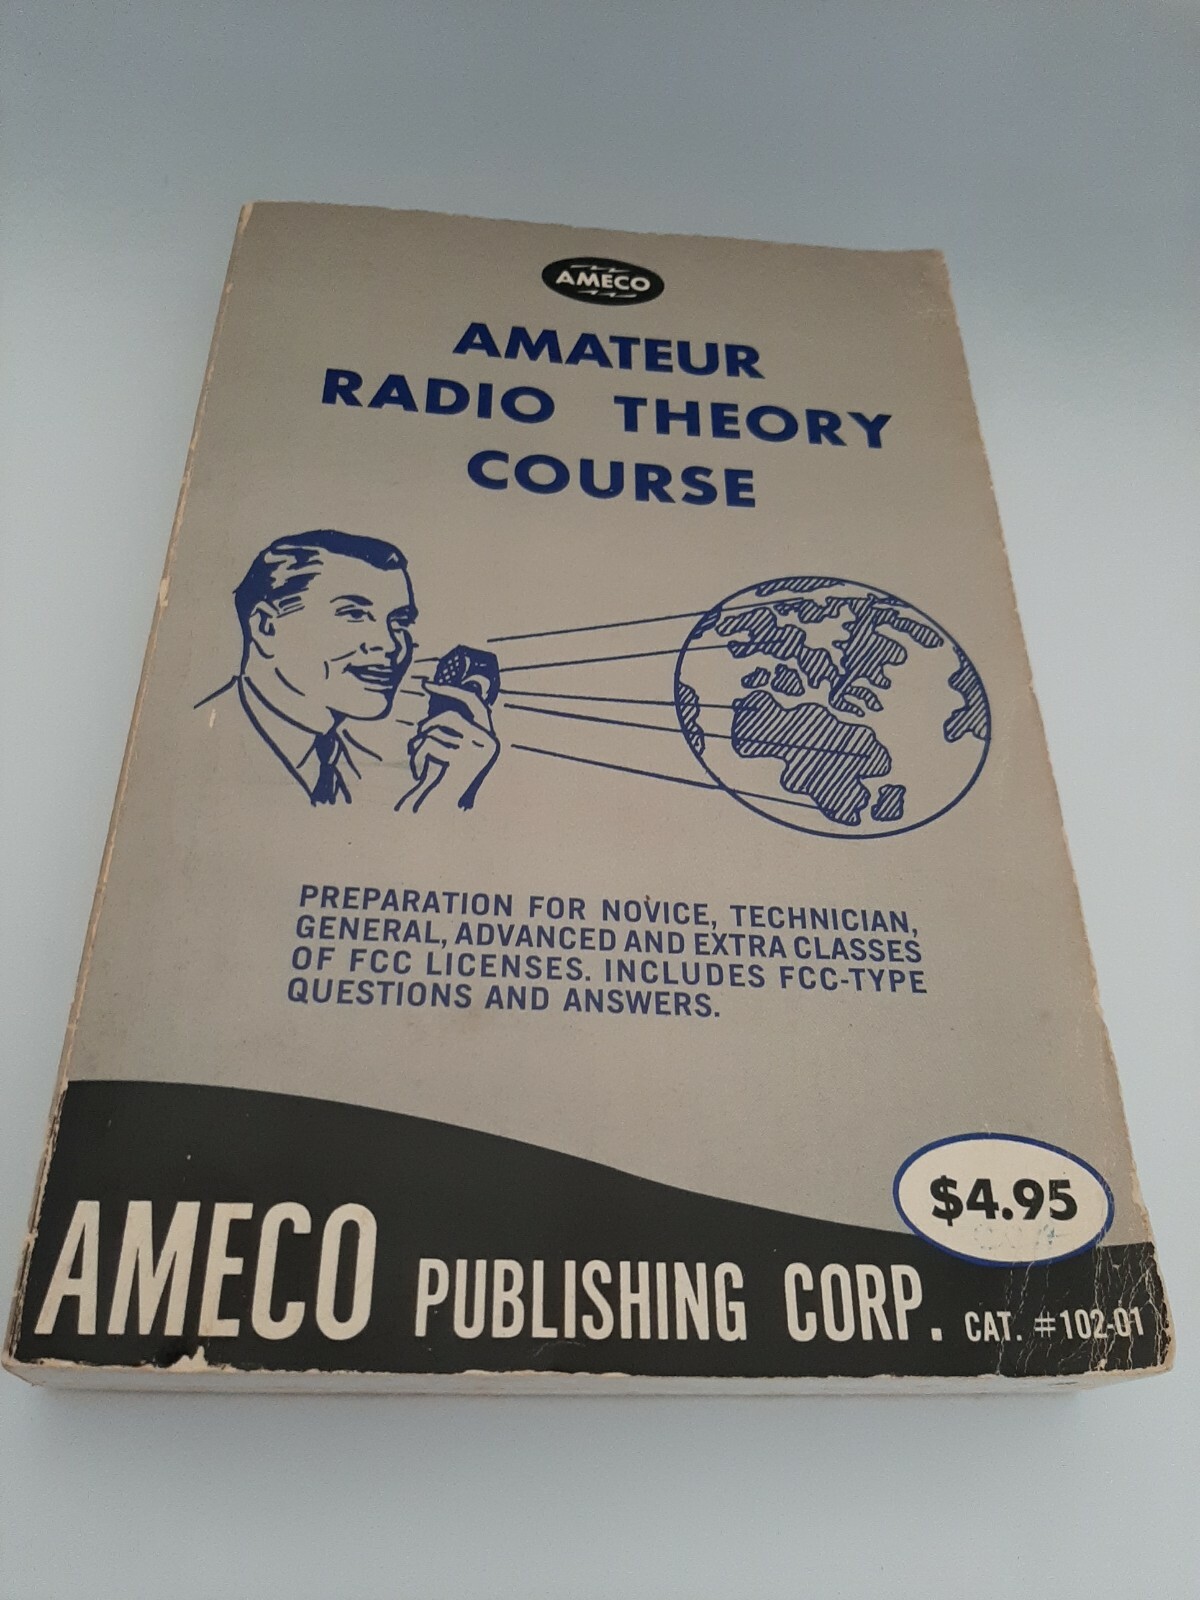 AMECO
AMATEUR
RADIO THEORY
COURSE
PREPARATION FOR NOVICE, TECHNICIAN,
GENERAL, ADVANCED AND EXTRA CLASSES
OF FCC LICENSES. INCLUDES FCC-TYPE
QUESTIONS AND ANSWERS.
$4.95
AMECO PUBLISHING CORP. CAT. #102-01